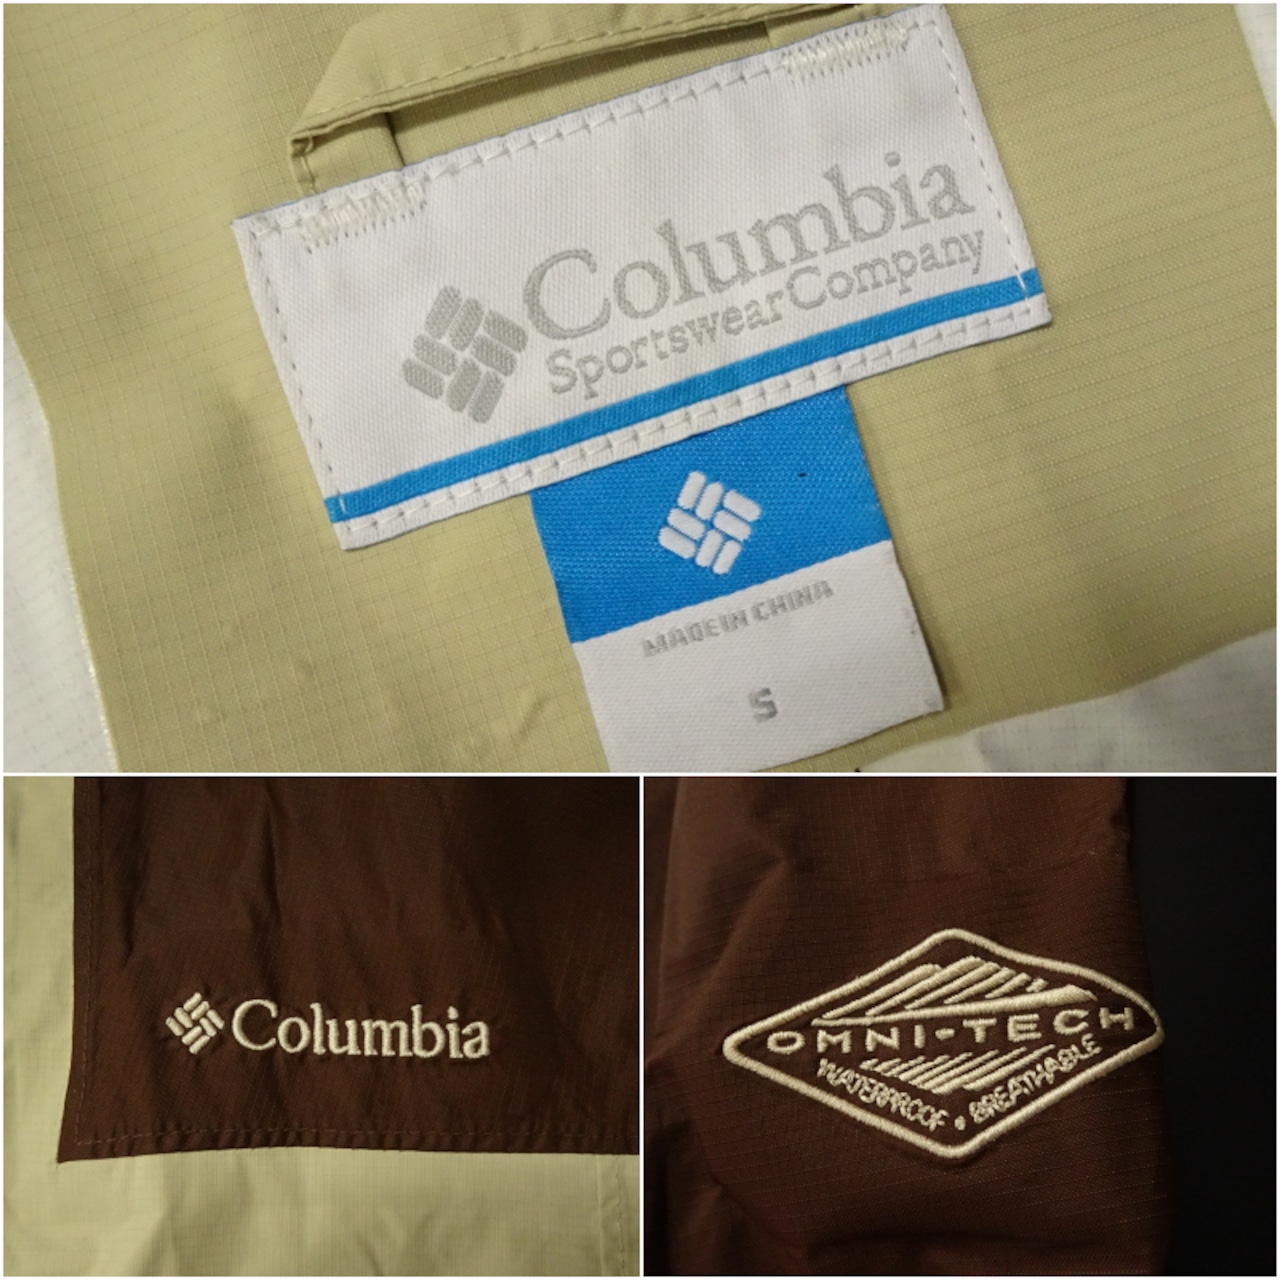 Columbia
Sportswear Company
MADE IN CHINA
S
Columbia
OMNI-TECH
WATERPROOF • BREATHABLE